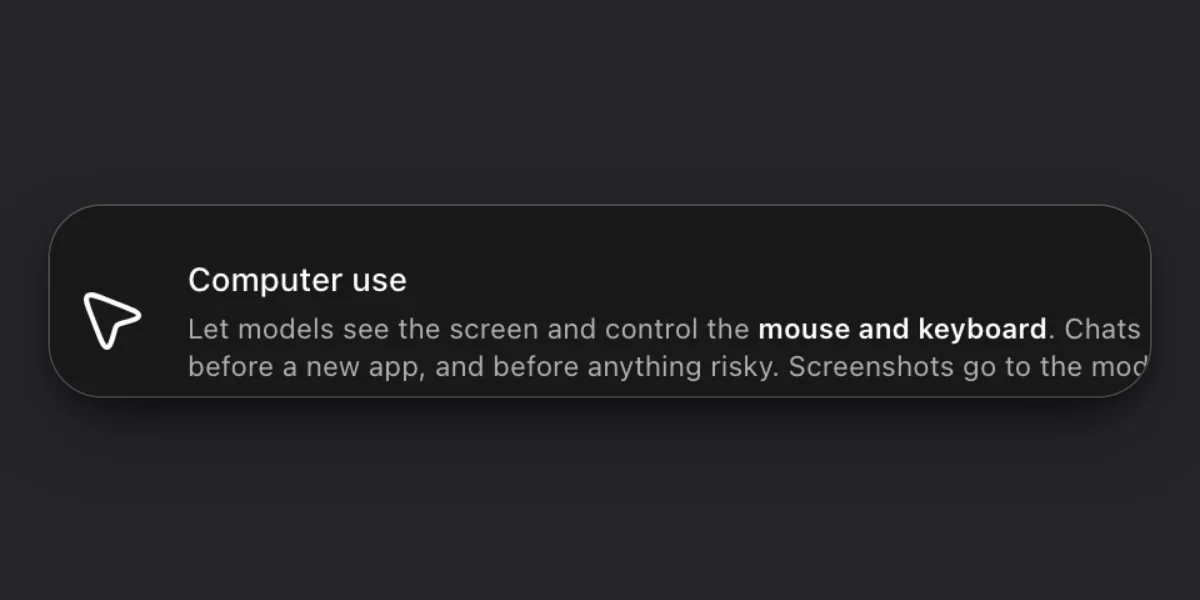 Computer use
Let models see the screen and control the mouse and keyboard. Chats
before a new app, and before anything risky. Screenshots go to the